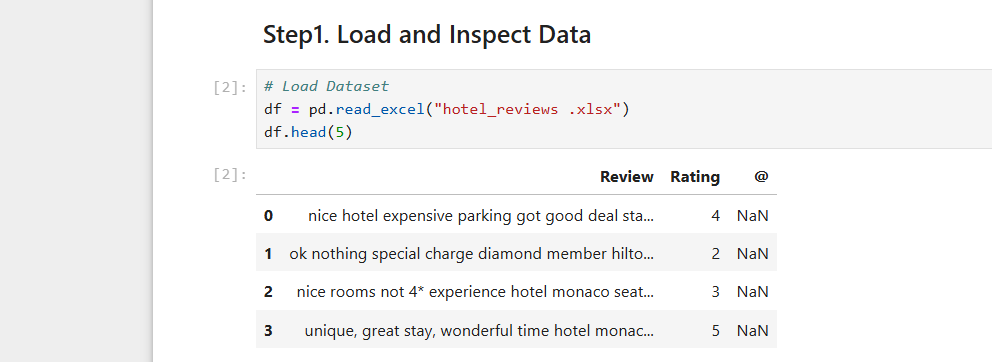 Step1. Load and Inspect Data
[2]:
# Load Dataset
df = pd.read_excel("hotel_reviews .xlsx")
df.head(5)
[2]:
Review Rating @
0 nice hotel expensive parking got good deal sta... 4 NaN
1 ok nothing special charge diamond member hilto... 2 NaN
2 nice rooms not 4* experience hotel monaco seat... 3 NaN
3 unique, great stay, wonderful time hotel monac... 5 NaN